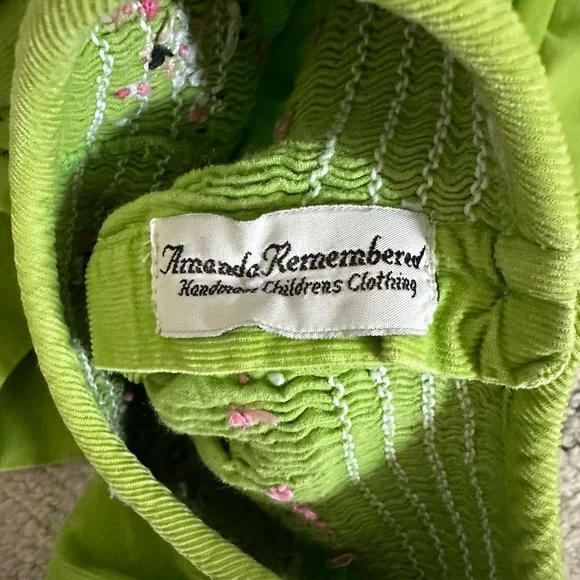 Amanda Remembered
Handmade Childrens Clothing